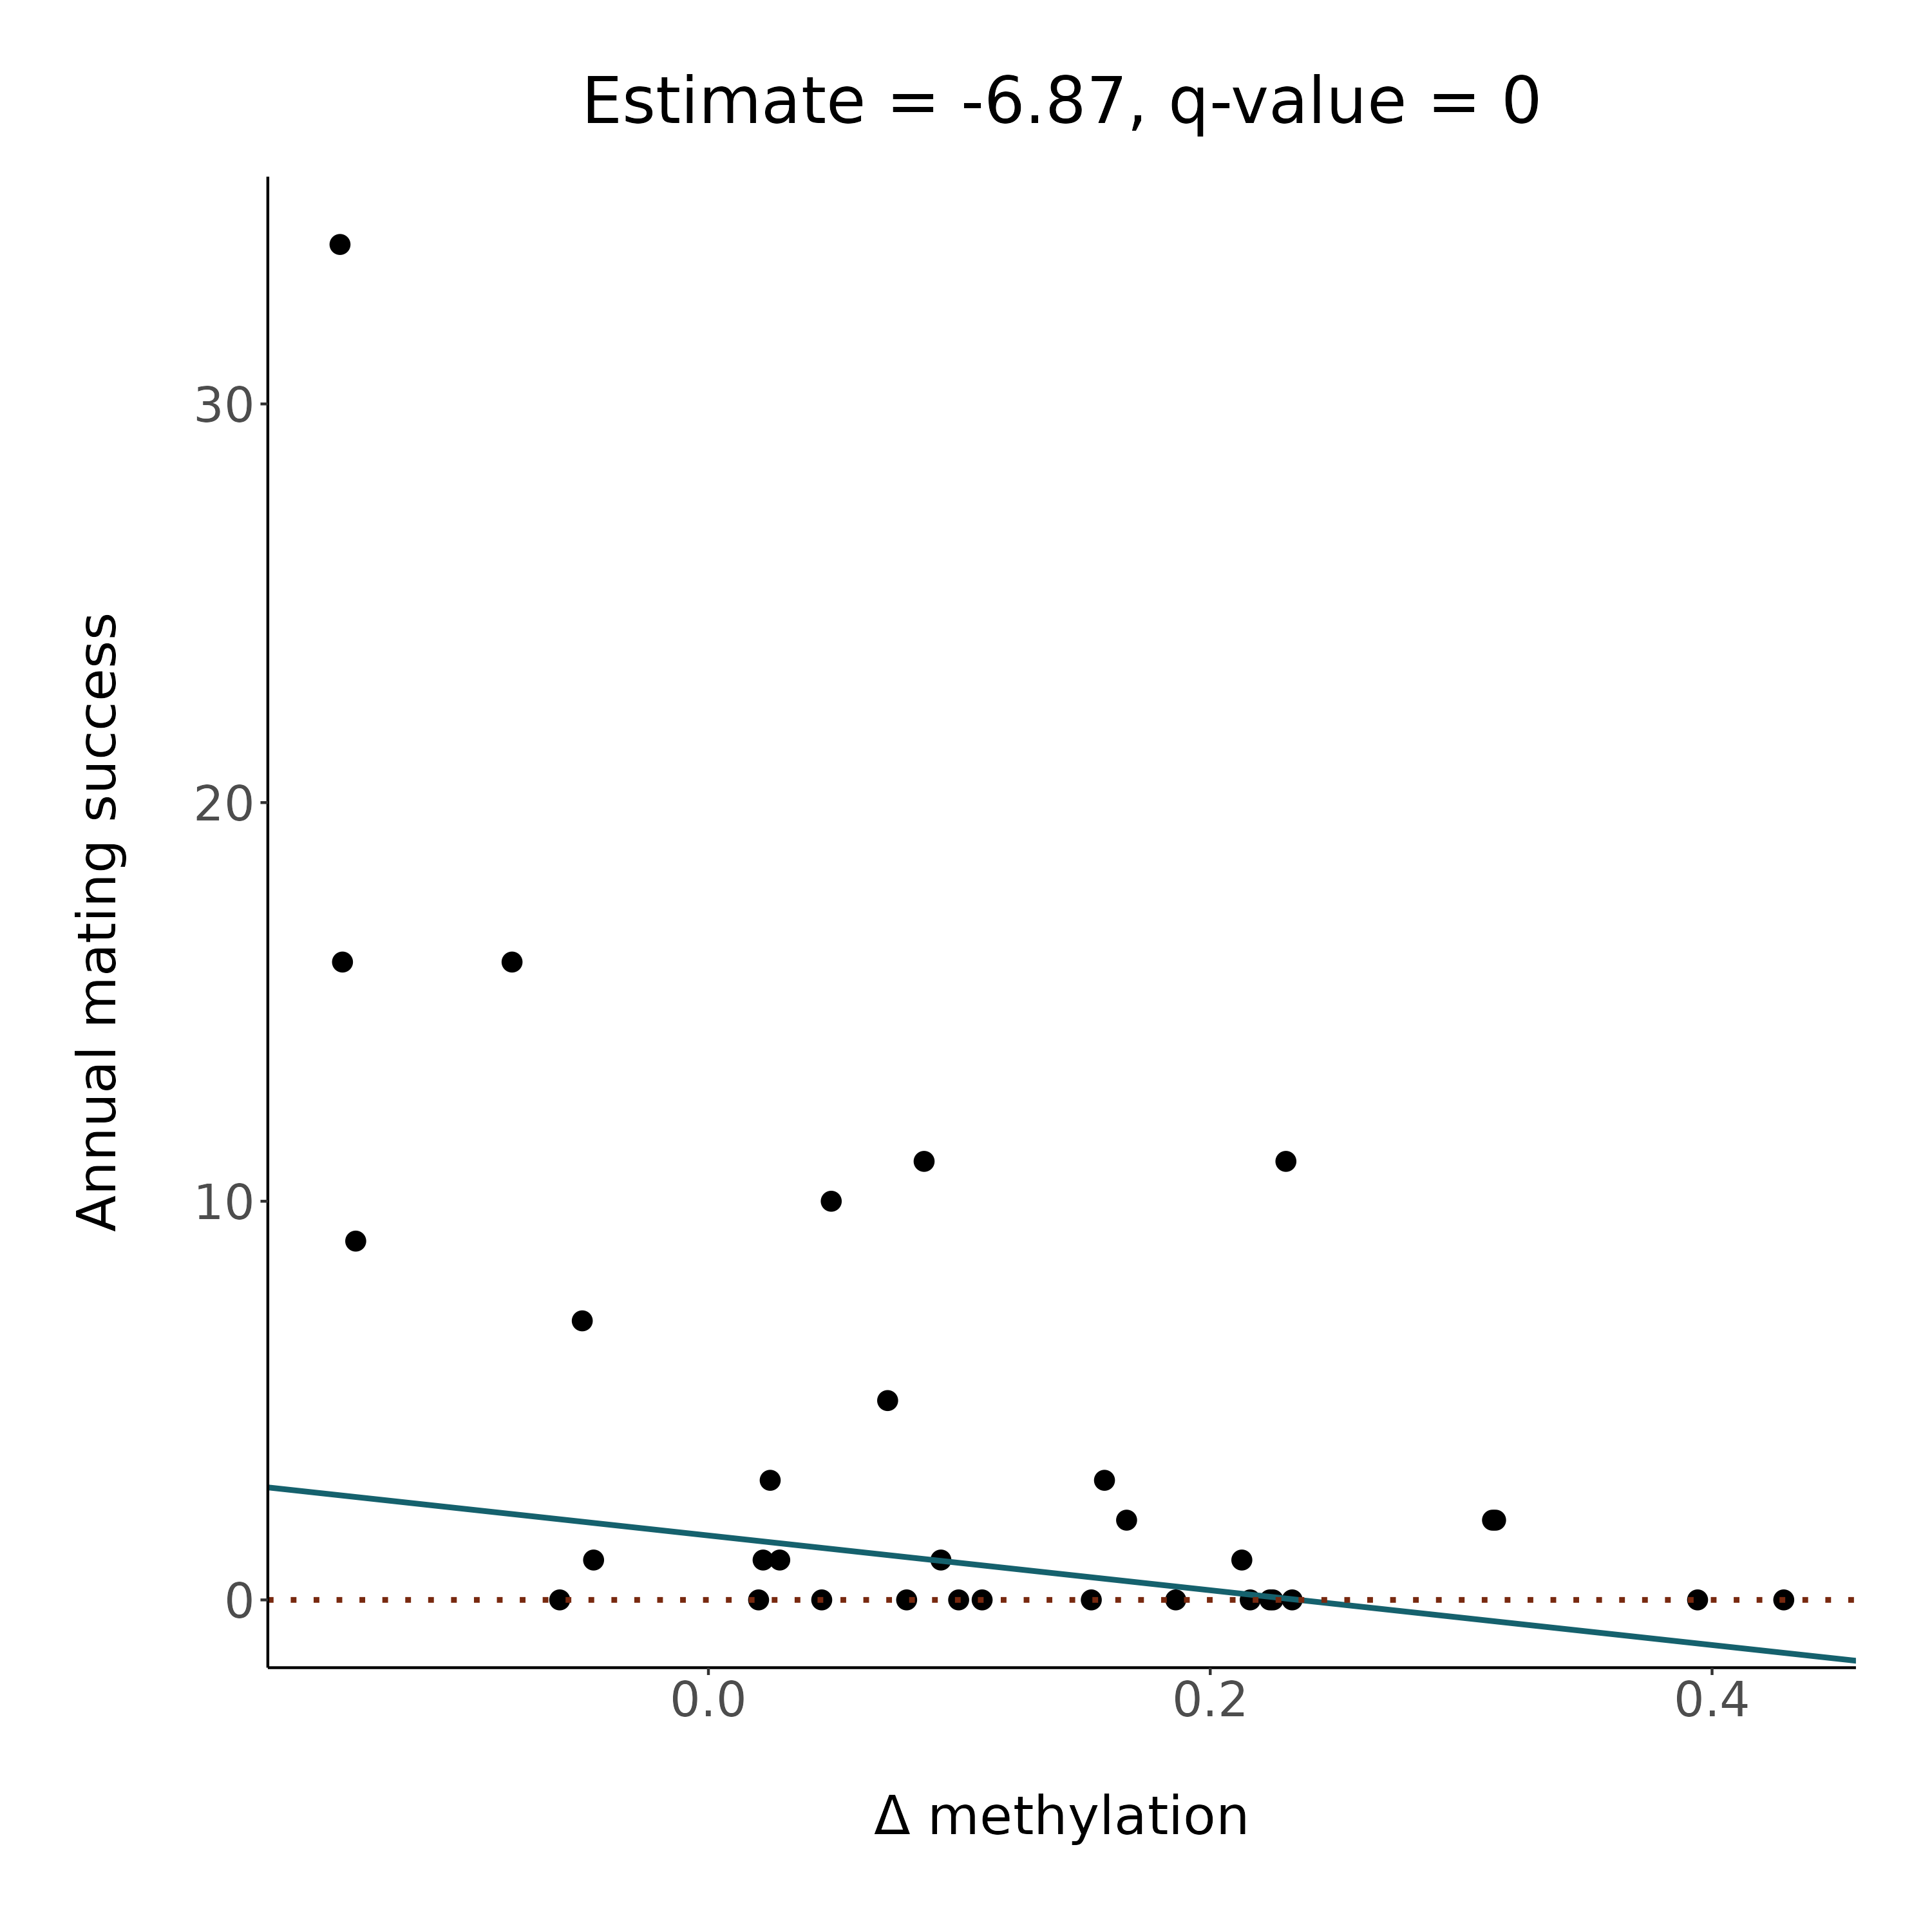 Estimate = -6.87, q-value = 0
Annual mating success
30
20
10
0
0.0 0.2 0.4
Δ methylation